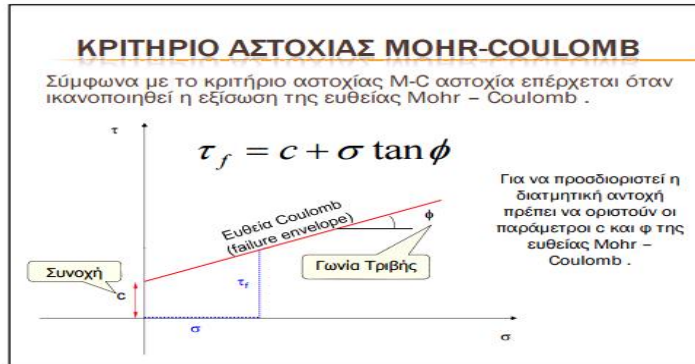 ΚΡΙΤΗΡΙΟ ΑΣΤΟΧΙΑΣ MOHR-COULOMB
Σύμφωνα με το κριτήριο αστοχίας M-C αστοχία επέρχεται όταν
ικανοποιηθεί η εξίσωση της ευθείας Mohr – Coulomb .
τ
τ_f = c + σ tan φ
Για να προσδιοριστεί η
διατμητική αντοχή
πρέπει να οριστούν οι
παράμετροι c και φ της
ευθείας Mohr –
Coulomb .
Ευθεία Coulomb
(failure envelope)
φ
Γωνία Τριβής
Συνοχή
c
τ_f
σ
σ